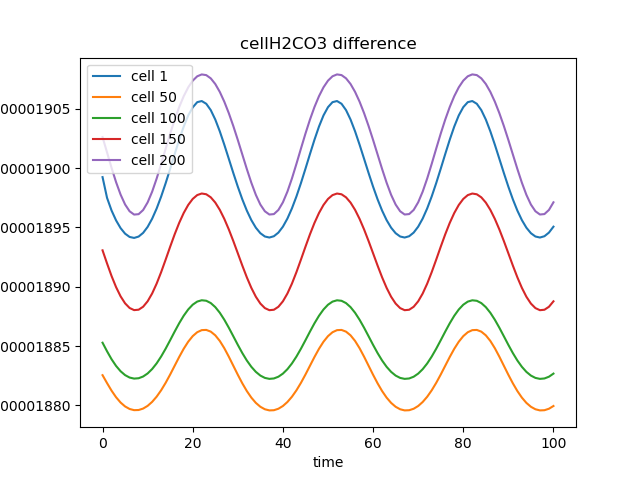 cellH2CO3 difference
cell 1
cell 50
cell 100
cell 150
cell 200
00001905
00001900
00001895
00001890
00001885
00001880
0 20 40 60 80 100
time